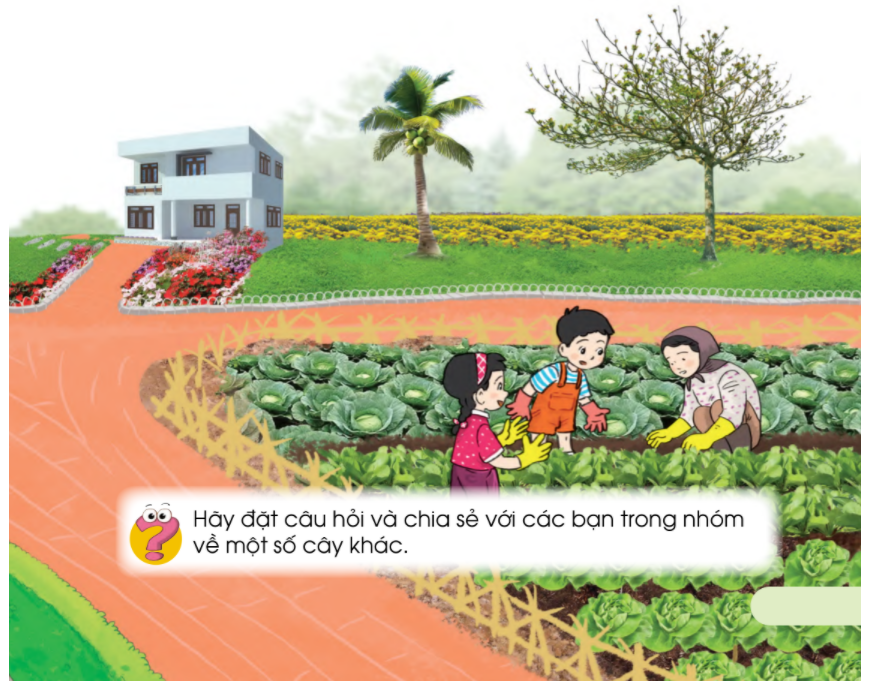 Hãy đặt câu hỏi và chia sẻ với các bạn trong nhóm
về một số cây khác.